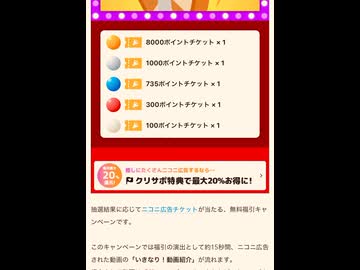 8000ポイントチケット × 1
1000ポイントチケット × 1
735ポイントチケット × 1
300ポイントチケット × 1
100ポイントチケット × 1
20%
推しにたくさんニコニ広告するなら…
クリサポ特典で最大20%お得に!
抽選結果に応じてニコニ広告チケットが当たる、無料福引キャ
ンペーンです。
このキャンペーンでは福引の演出として約15秒間、ニコニ広告
された動画の「いきなり！動画紹介」が流れます。